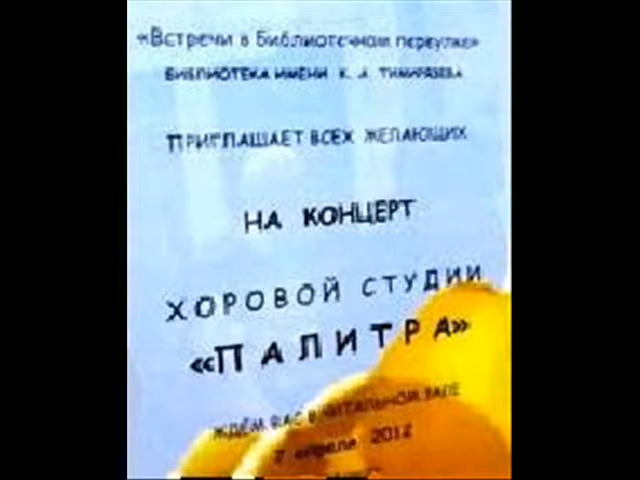 «Встречи в Библиотечном переулке»
БИБЛИОТЕКА ИМЕНИ К. А. ТИМИРЯЗЕВА
ПРИГЛАШАЕТ ВСЕХ ЖЕЛАЮЩИХ
НА КОНЦЕРТ
ХОРОВОЙ СТУДИИ
«ПАЛИТРА»
ЖДЁМ ВАС В ЧИТАЛЬНОМ ЗАЛЕ
7 апреля 2012